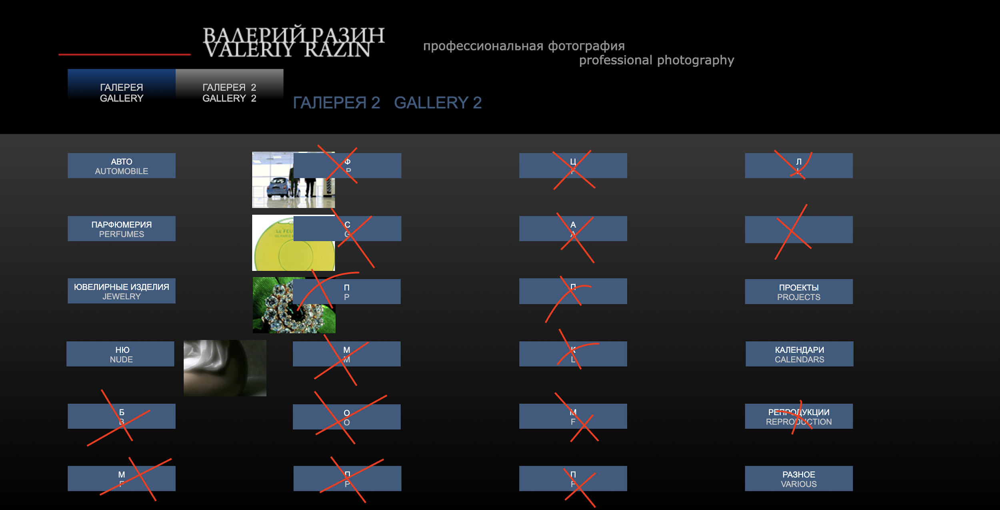 ВАЛЕРИЙ РАЗИН
VALERIY RAZIN
профессиональная фотография
professional photography
ГАЛЕРЕЯ
GALLERY
ГАЛЕРЕЯ 2
GALLERY 2
ГАЛЕРЕЯ 2 GALLERY 2
АВТО
AUTOMOBILE
Ф
P
Ц
F
Л
L
ПАРФЮМЕРИЯ
PERFUMES
LE FEU
С
G
А
A
ЮВЕЛИРНЫЕ ИЗДЕЛИЯ
JEWELRY
П
P
П
ПРОЕКТЫ
PROJECTS
НЮ
NUDE
М
M
К
L
КАЛЕНДАРИ
CALENDARS
Б
B
О
O
М
F
РЕПРОДУКЦИИ
REPRODUCTION
М
F
П
P
П
F
РАЗНОЕ
VARIOUS